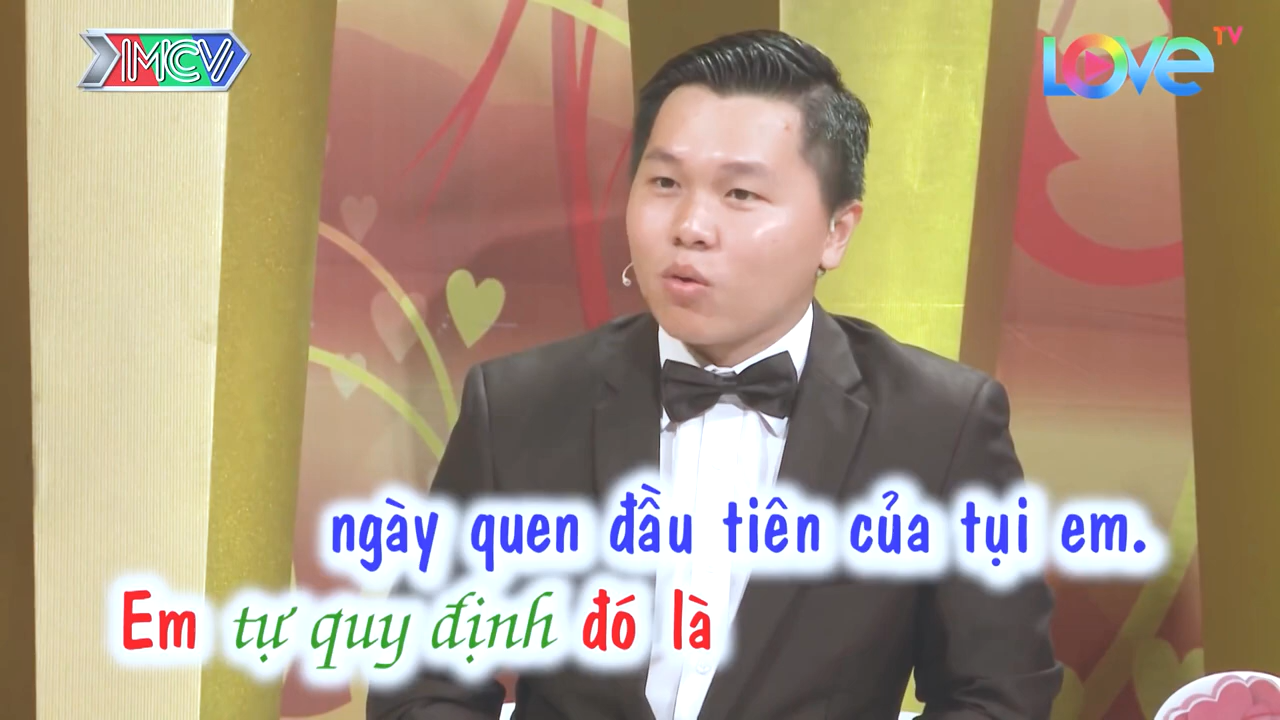 MCV
LOVE TV
ngày quen đầu tiên của tụi em.
Em tự quy định đó là